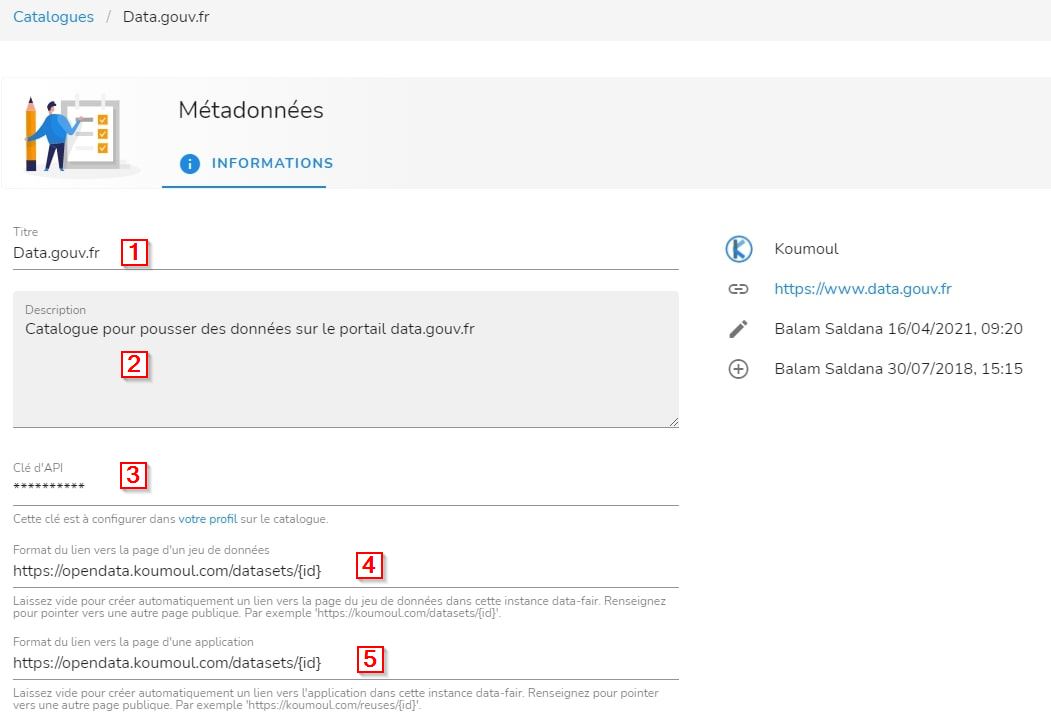 Catalogues / Data.gouv.fr
Métadonnées
INFORMATIONS
Titre
Data.gouv.fr 1
Description
Catalogue pour pousser des données sur le portail data.gouv.fr
2
Clé d'API
********** 3
Cette clé est à configurer dans votre profil sur le catalogue.
Format du lien vers la page d'un jeu de données
https://opendata.koumoul.com/datasets/{id} 4
Laissez vide pour créer automatiquement un lien vers la page du jeu de données dans cette instance data-fair. Renseignez
pour pointer vers une autre page publique. Par exemple 'https://koumoul.com/datasets/{id}'.
Format du lien vers la page d'une application
https://opendata.koumoul.com/datasets/{id} 5
Laissez vide pour créer automatiquement un lien vers l'application dans cette instance data-fair. Renseignez pour pointer
vers une autre page publique. Par exemple 'https://koumoul.com/reuses/{id}'.
Koumoul
https://www.data.gouv.fr
Balam Saldana 16/04/2021, 09:20
Balam Saldana 30/07/2018, 15:15